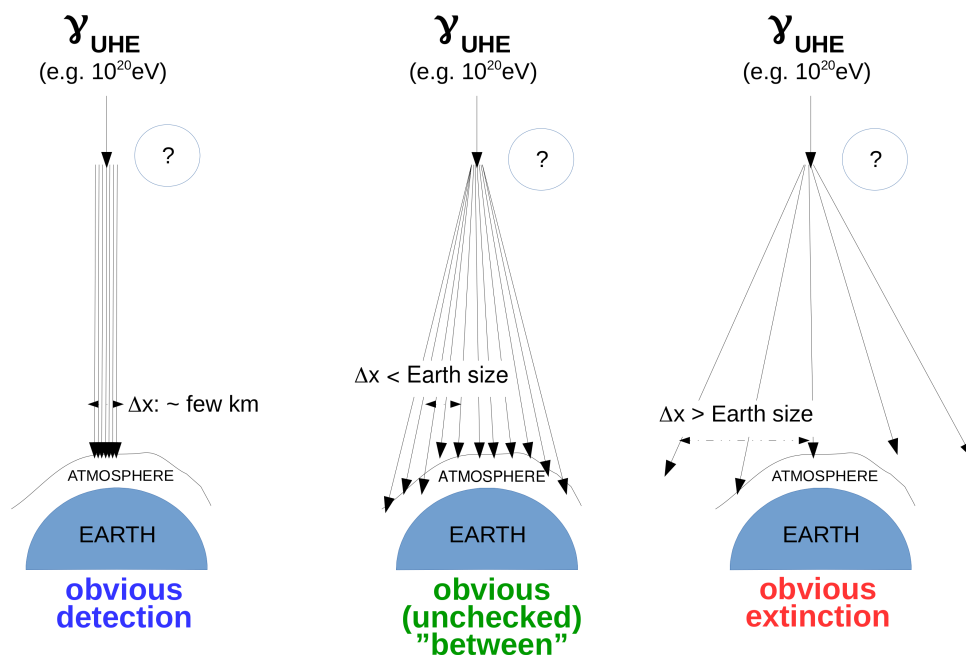 γUHE
(e.g. 10²⁰eV)
?
Δx: ~ few km
ATMOSPHERE
EARTH
obvious
detection
γUHE
(e.g. 10²⁰eV)
?
Δx < Earth size
ATMOSPHERE
EARTH
obvious
(unchecked)
”between”
γUHE
(e.g. 10²⁰eV)
?
Δx > Earth size
ATMOSPHERE
EARTH
obvious
extinction